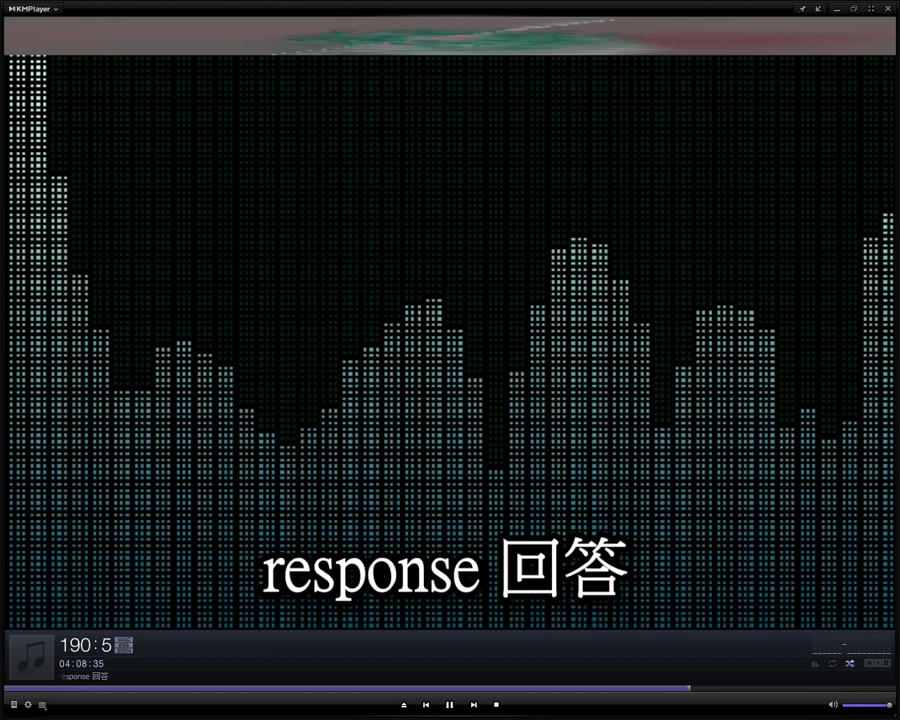 KMPlayer
response 回答
190:5
04:08:35
esponse 回答
A B